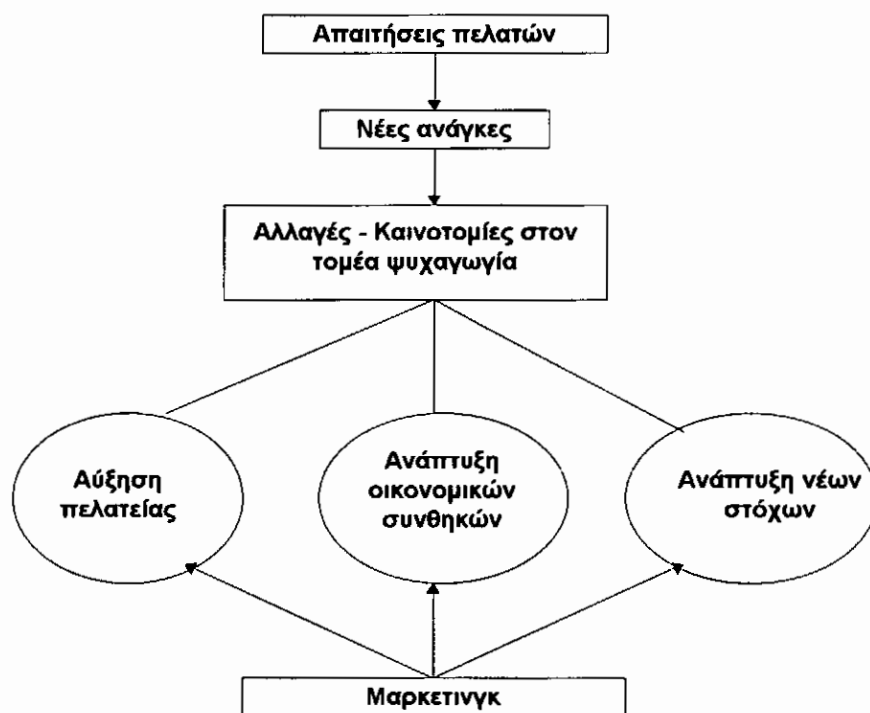 Απαιτήσεις πελατών
Νέες ανάγκες
Αλλαγές - Καινοτομίες στον
τομέα ψυχαγωγία
Αύξηση
πελατείας
Ανάπτυξη
οικονομικών
συνθηκών
Ανάπτυξη νέων
στόχων
Μαρκετινγκ